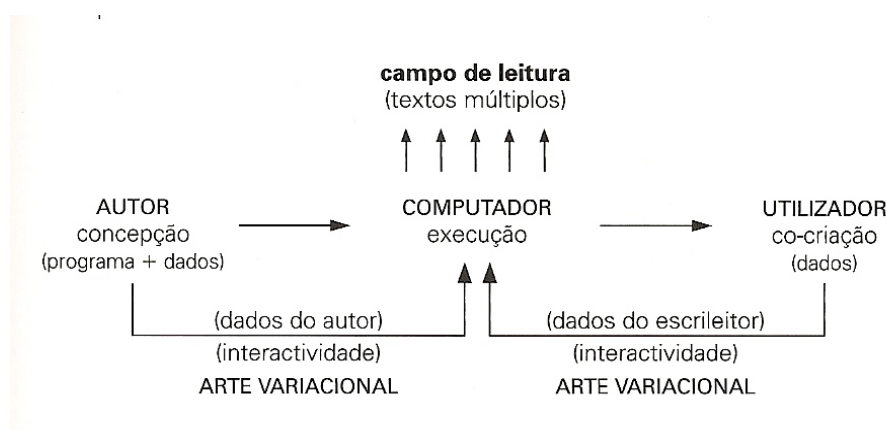 campo de leitura
(textos múltiplos)
AUTOR
concepção
(programa + dados)
COMPUTADOR
execução
UTILIZADOR
co-criação
(dados)
(dados do autor)
(interactividade)
ARTE VARIACIONAL
(dados do escrileitor)
(interactividade)
ARTE VARIACIONAL